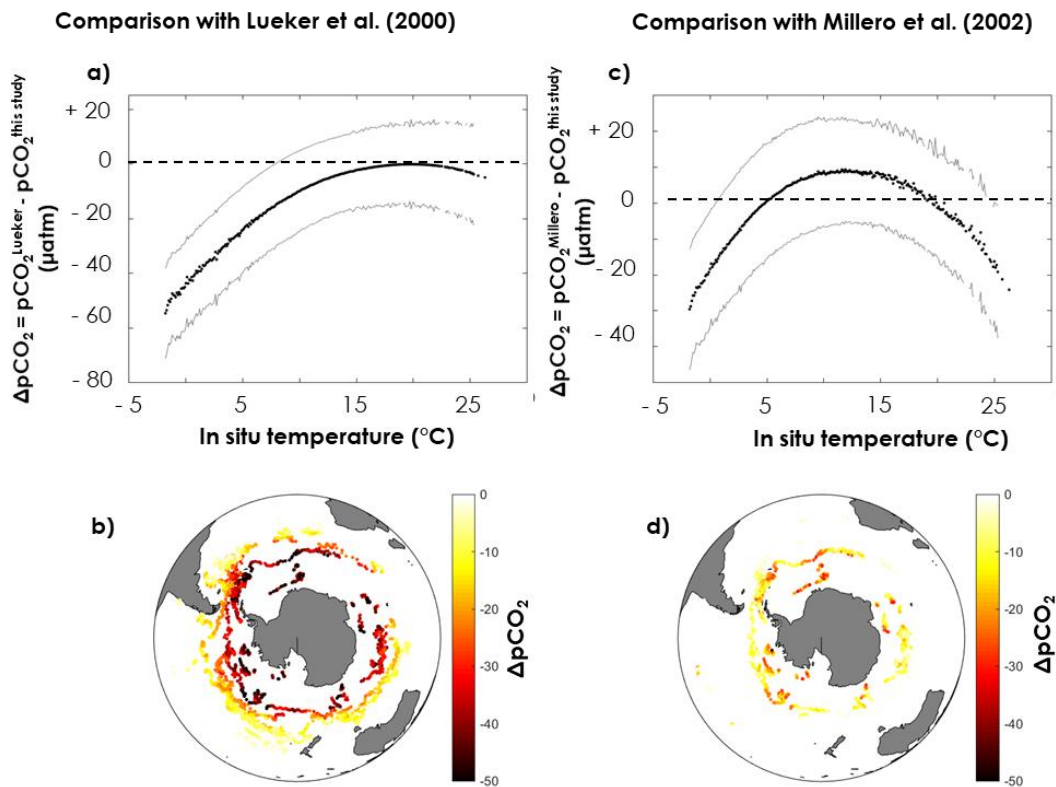 Comparison with Lueker et al. (2000)
Comparison with Millero et al. (2002)
a)
ΔpCO₂ = pCO₂ᴸᵘᵉᵏᵉʳ - pCO₂ᵗʰⁱˢ ˢᵗᵘᵈʸ
(µatm)
+ 20
0
- 20
- 40
- 60
- 80
- 5
5
15
25
In situ temperature (°C)
c)
ΔpCO₂ = pCO₂ᴹⁱˡˡᵉʳᵒ - pCO₂ᵗʰⁱˢ ˢᵗᵘᵈʸ
(µatm)
+ 20
0
- 20
- 40
- 5
5
15
25
In situ temperature (°C)
b)
0
-10
-20
-30
-40
-50
ΔpCO₂
d)
0
-10
-20
-30
-40
-50
ΔpCO₂